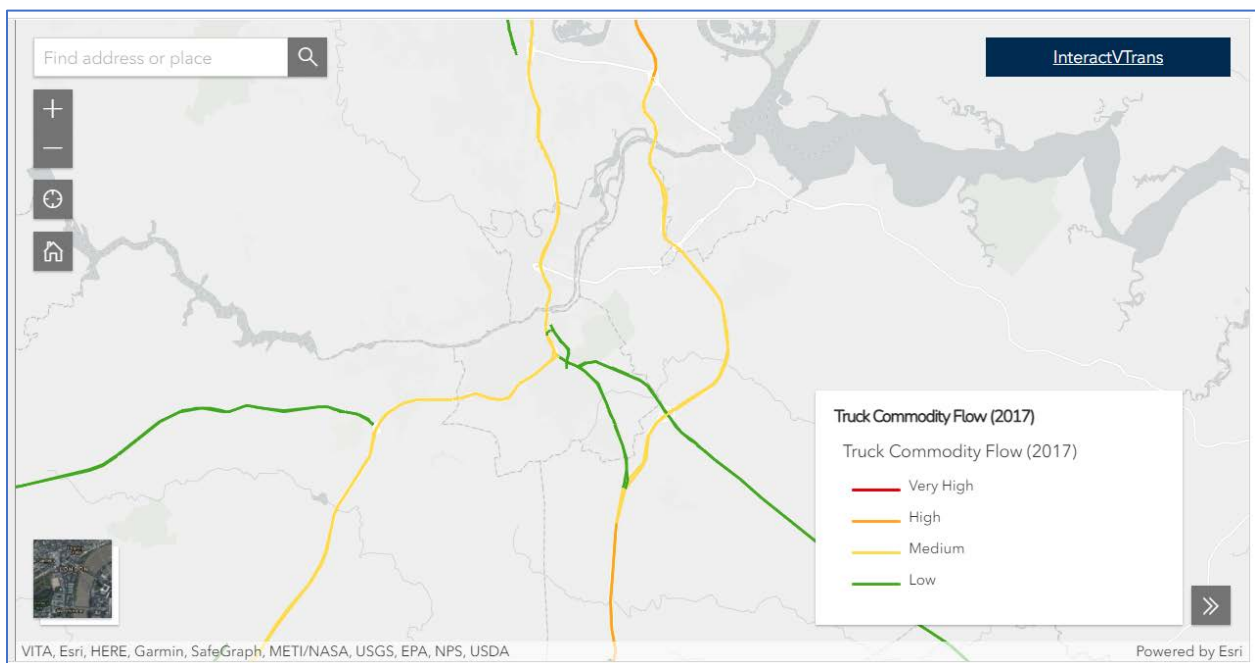 Find address or place
InteractVTrans
+
−
Truck Commodity Flow (2017)
Truck Commodity Flow (2017)
Very High
High
Medium
Low
LONDON
VITA, Esri, HERE, Garmin, SafeGraph, METI/NASA, USGS, EPA, NPS, USDA
Powered by Esri